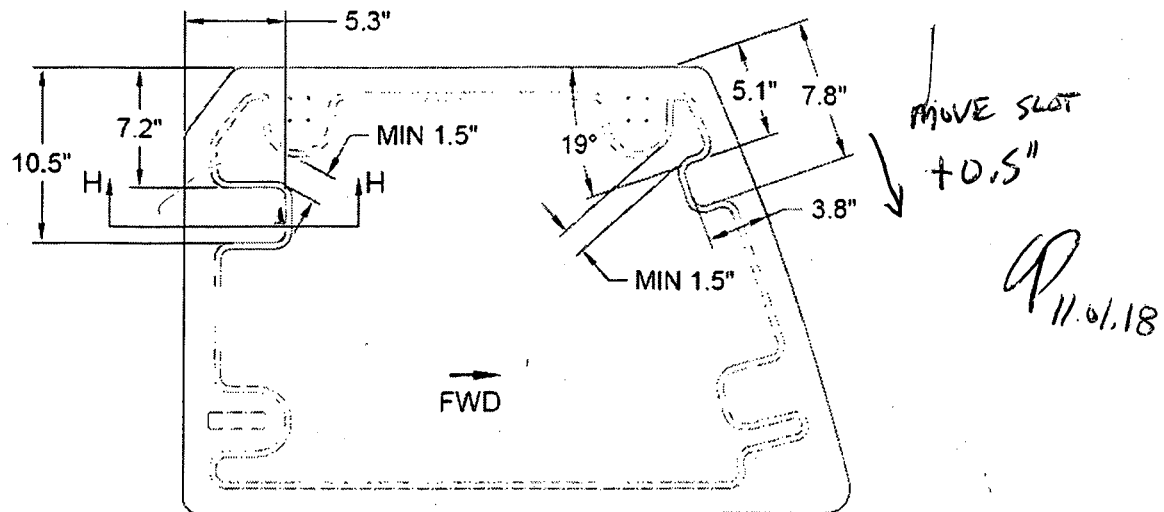 5.3"
5.1"
7.8"
7.2"
10.5"
MIN 1.5"
19°
H
H
MOVE SLOT
+0.5"
3.8"
MIN 1.5"
11.01.18
FWD